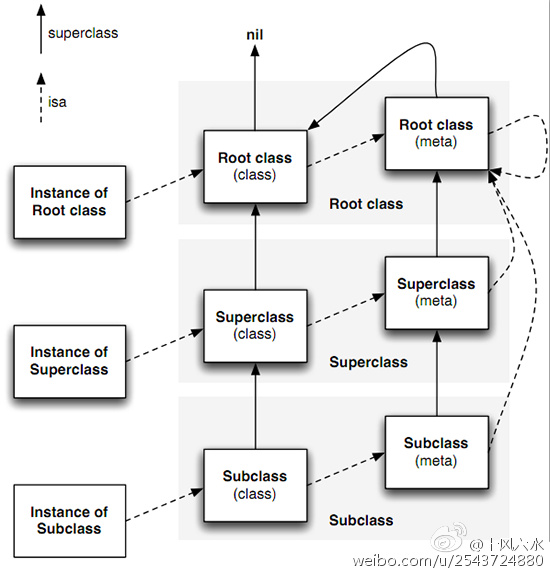 superclass
isa
nil
Root class
(class)
Root class
(meta)
Instance of
Root class
Root class
Superclass
(class)
Superclass
(meta)
Instance of
Superclass
Superclass
Subclass
(class)
Subclass
(meta)
Instance of
Subclass
Subclass
weibo.com/u/2543724880